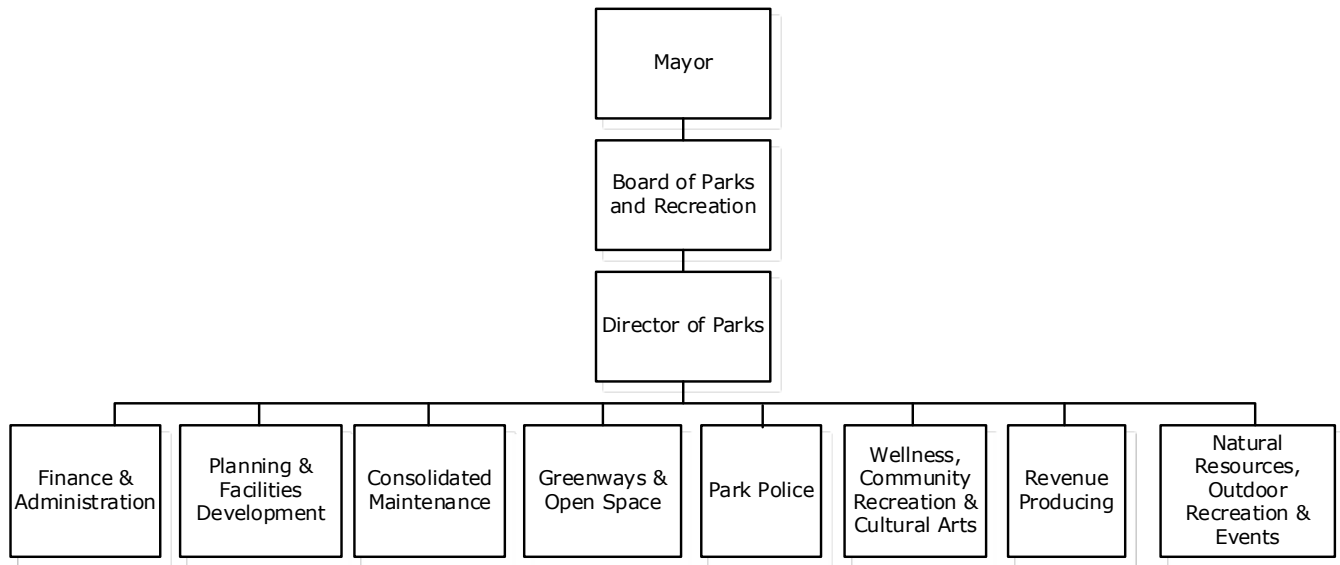 Mayor
Board of Parks
and Recreation
Director of Parks
Finance &
Administration
Planning &
Facilities
Development
Consolidated
Maintenance
Greenways &
Open Space
Park Police
Wellness,
Community
Recreation &
Cultural Arts
Revenue
Producing
Natural
Resources,
Outdoor
Recreation &
Events